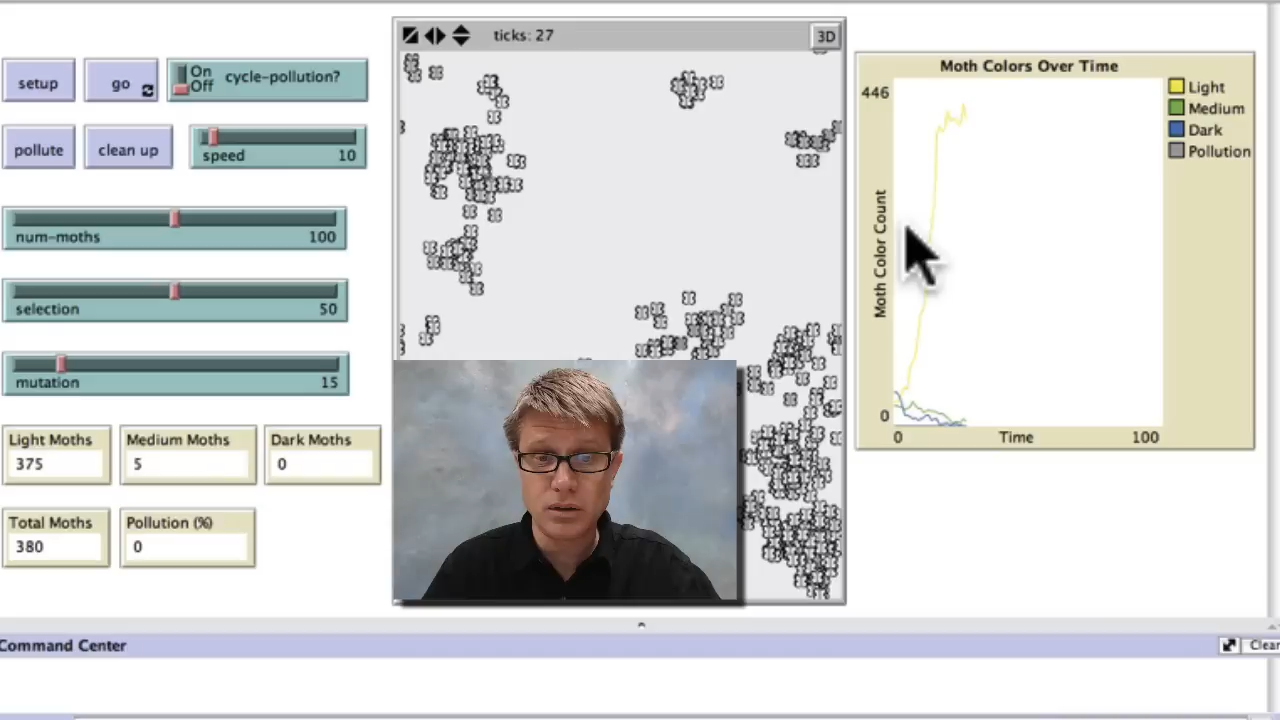 ticks: 27
3D
setup
go
On
Off
cycle-pollution?
pollute
clean up
speed
10
num-moths
100
selection
50
mutation
15
Light Moths
375
Medium Moths
5
Dark Moths
0
Total Moths
380
Pollution (%)
0
Moth Colors Over Time
446
Moth Color Count
0
0
Time
100
Light
Medium
Dark
Pollution
Command Center
Clear